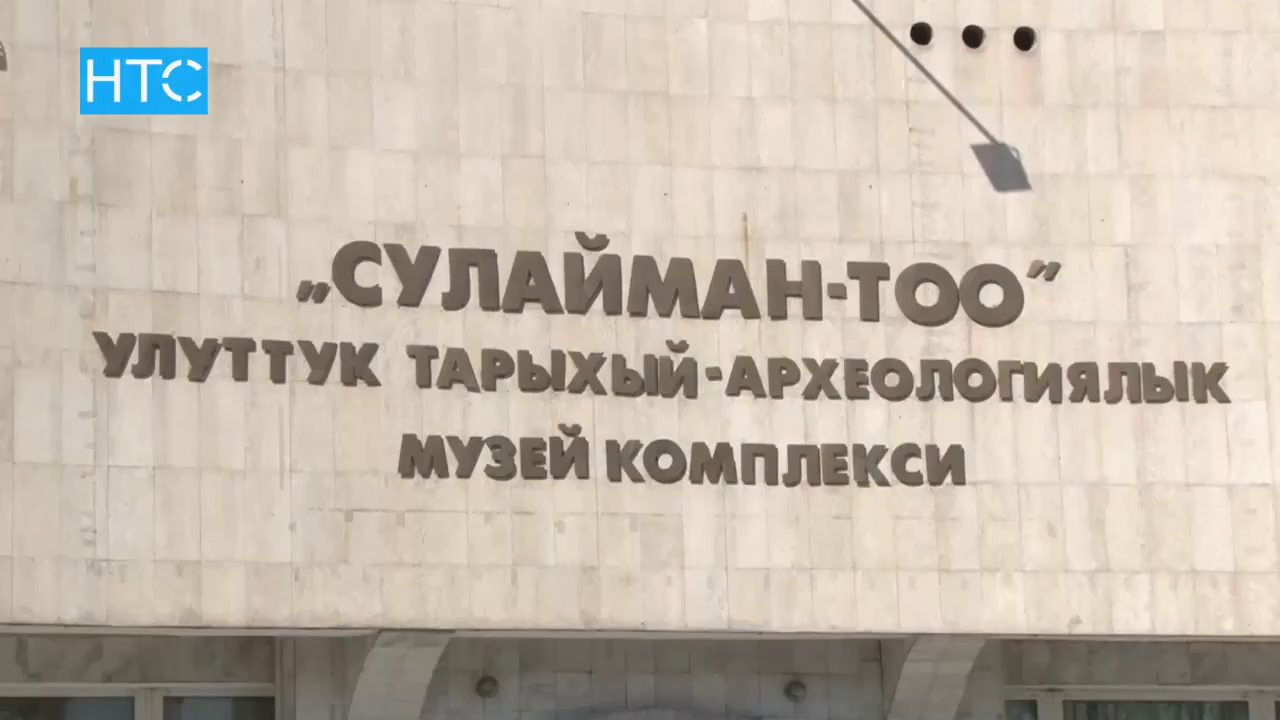 НТС
„СУЛАЙМАН-ТОО”
УЛУТТУК ТАРЫХЫЙ-АРХЕОЛОГИЯЛЫК
МУЗЕЙ КОМПЛЕКСИ